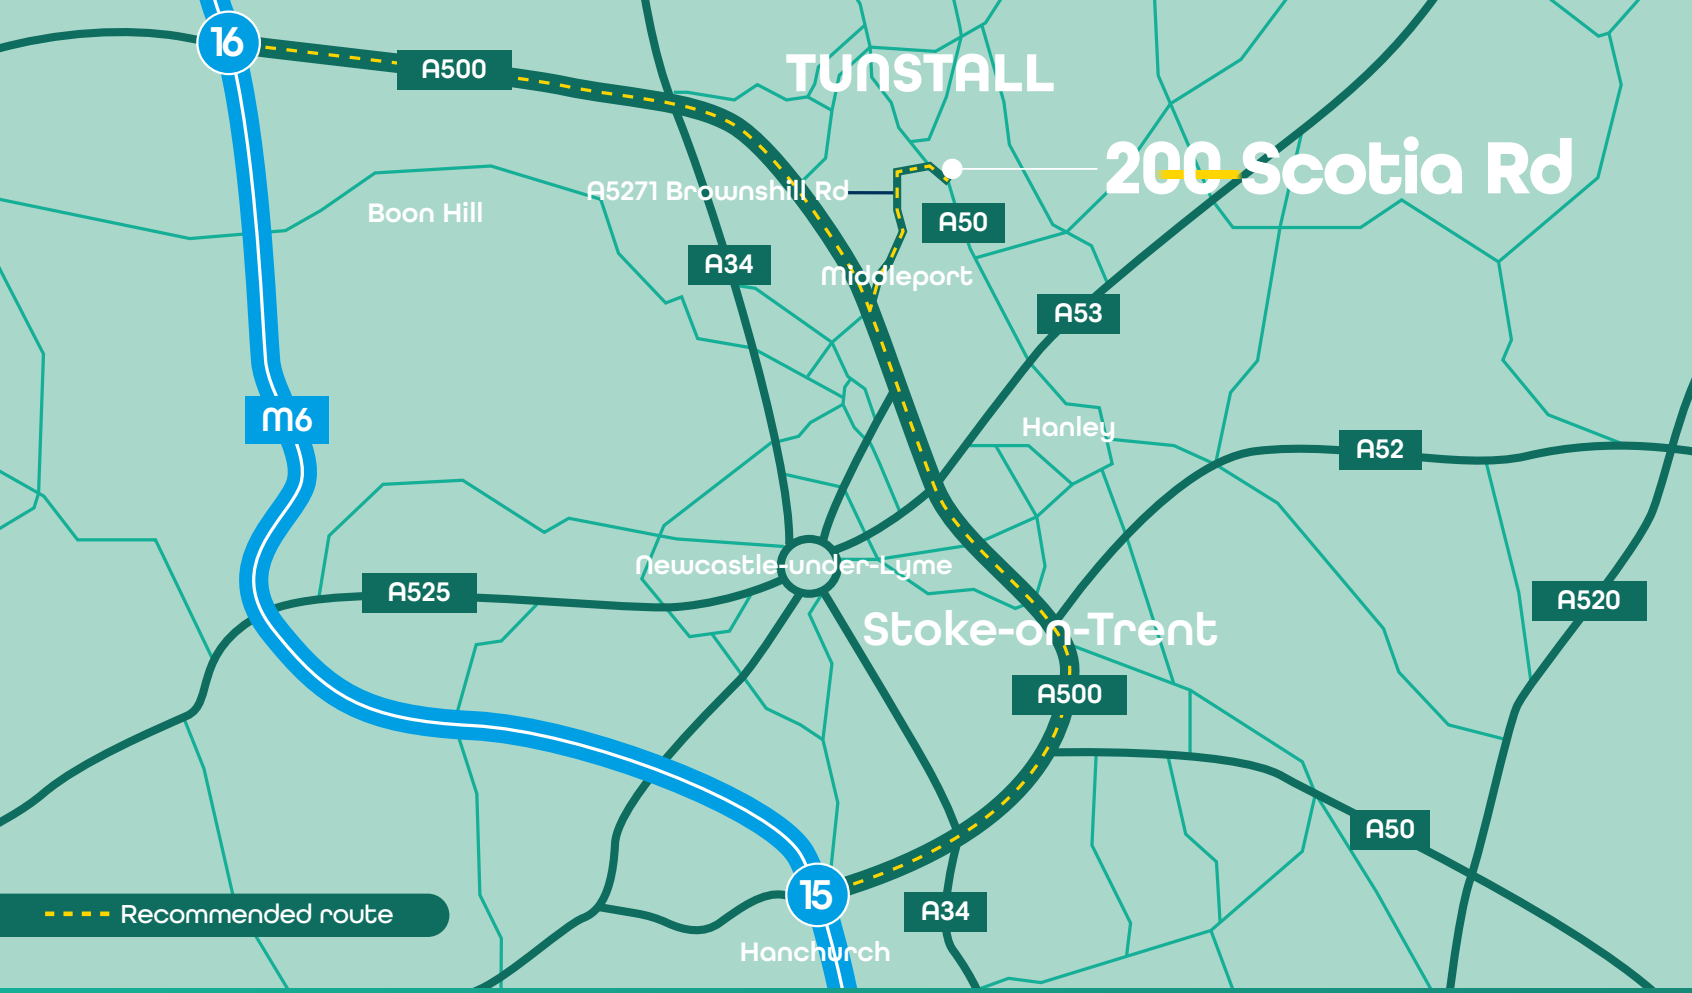 16
A500
TUNSTALL
200 Scotia Rd
A5271 Brownshill Rd
Boon Hill
A50
A34
Middleport
A53
M6
Hanley
A52
Newcastle-under-Lyme
A525
A520
Stoke-on-Trent
A500
A50
15
A34
Recommended route
Hanchurch